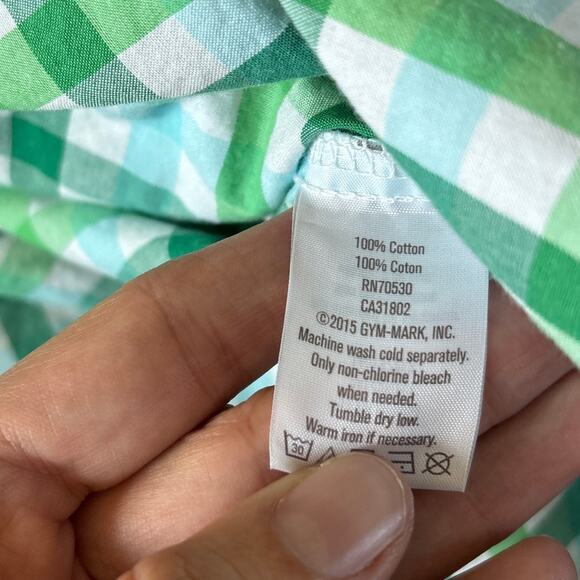 100% Cotton
100% Coton
RN70530
CA31802
©2015 GYM-MARK, INC.
Machine wash cold separately.
Only non-chlorine bleach
when needed.
Tumble dry low.
Warm iron if necessary.
30